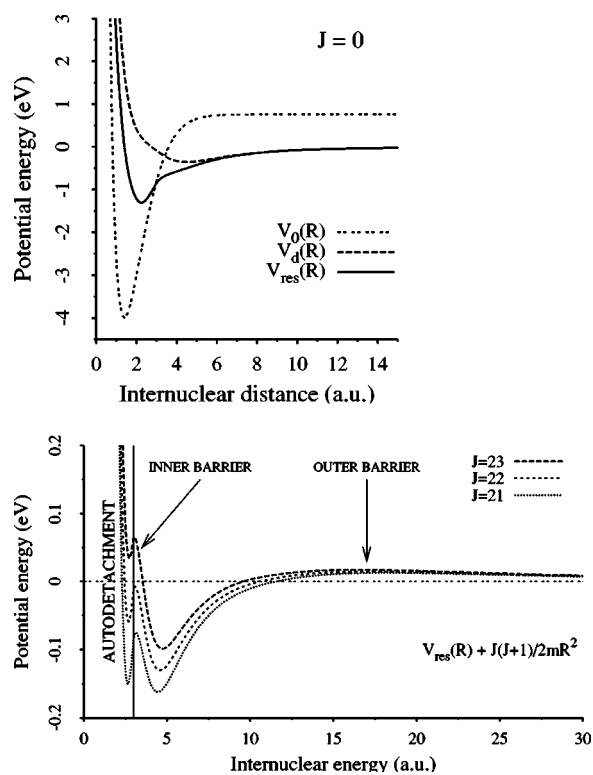 J = 0
Potential energy (eV)
3
2
1
0
-1
-2
-3
-4
V0(R)
Vd(R)
Vres(R)
0 2 4 6 8 10 12 14
Internuclear distance (a.u.)
Potential energy (eV)
0.2
0.1
0
-0.1
-0.2
AUTODETACHMENT
INNER BARRIER
OUTER BARRIER
J=23
J=22
J=21
Vres(R) + J(J+1)/2mR²
0 5 10 15 20 25 30
Internuclear energy (a.u.)